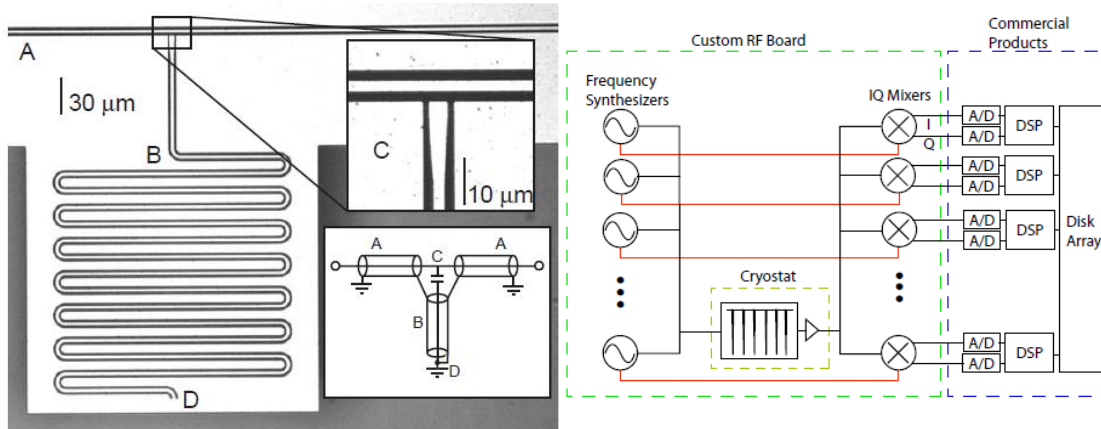 A
30 μm
B
C
10 μm
D
A
A
C
B
D
Custom RF Board
Commercial
Products
Frequency
Synthesizers
IQ Mixers
I
Q
A/D
A/D
DSP
A/D
A/D
DSP
A/D
A/D
DSP
Disk
Array
Cryostat
A/D
A/D
DSP